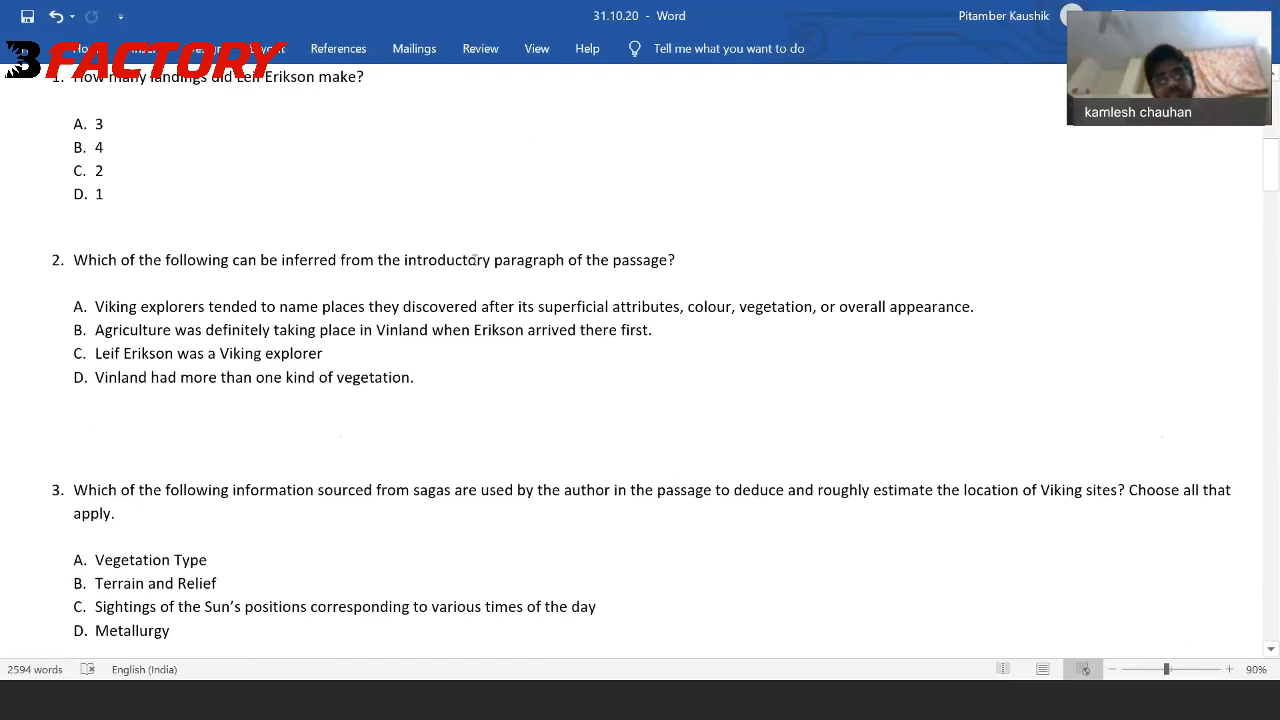 31.10.20 - Word
Pitamber Kaushik
BFACTORY
References Mailings Review View Help Tell me what you want to do
kamlesh chauhan
1. How many landings did Leif Erikson make?
A. 3
B. 4
C. 2
D. 1
2. Which of the following can be inferred from the introductory paragraph of the passage?
A. Viking explorers tended to name places they discovered after its superficial attributes, colour, vegetation, or overall appearance.
B. Agriculture was definitely taking place in Vinland when Erikson arrived there first.
C. Leif Erikson was a Viking explorer
D. Vinland had more than one kind of vegetation.
3. Which of the following information sourced from sagas are used by the author in the passage to deduce and roughly estimate the location of Viking sites? Choose all that
apply.
A. Vegetation Type
B. Terrain and Relief
C. Sightings of the Sun's positions corresponding to various times of the day
D. Metallurgy
2594 words English (India) 90%